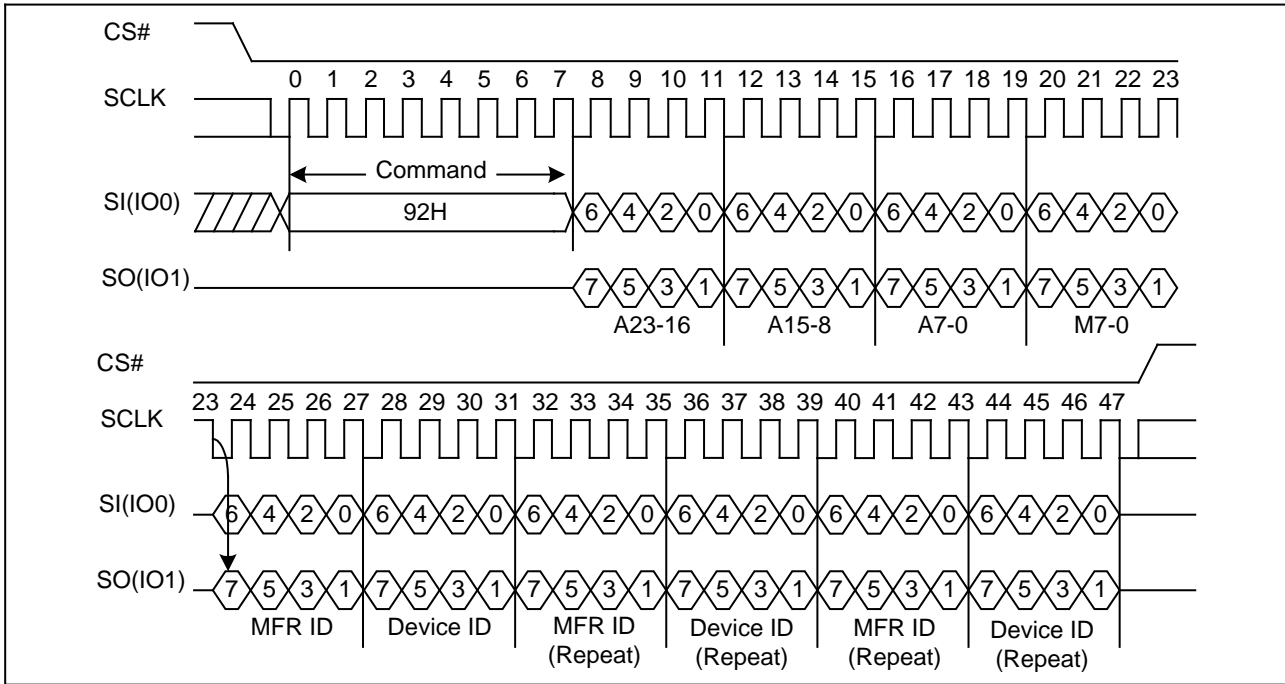 CS#
0 1 2 3 4 5 6 7 8 9 10 11 12 13 14 15 16 17 18 19 20 21 22 23
SCLK
Command
SI(IO0) 92H 6 4 2 0 6 4 2 0 6 4 2 0 6 4 2 0
SO(IO1) 7 5 3 1 7 5 3 1 7 5 3 1 7 5 3 1
A23-16 A15-8 A7-0 M7-0
CS#
23 24 25 26 27 28 29 30 31 32 33 34 35 36 37 38 39 40 41 42 43 44 45 46 47
SCLK
SI(IO0) 6 4 2 0 6 4 2 0 6 4 2 0 6 4 2 0 6 4 2 0 6 4 2 0
SO(IO1) 7 5 3 1 7 5 3 1 7 5 3 1 7 5 3 1 7 5 3 1 7 5 3 1
MFR ID Device ID MFR ID Device ID MFR ID Device ID
(Repeat) (Repeat) (Repeat) (Repeat)